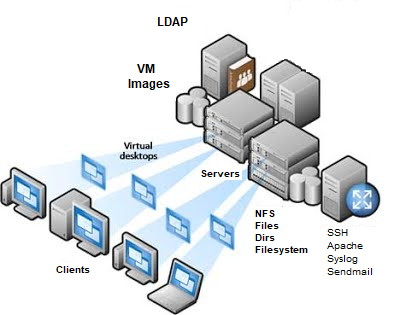 LDAP
VM
Images
Virtual
desktops
Servers
NFS
Files
Dirs
Filesystem
SSH
Apache
Syslog
Sendmail
Clients